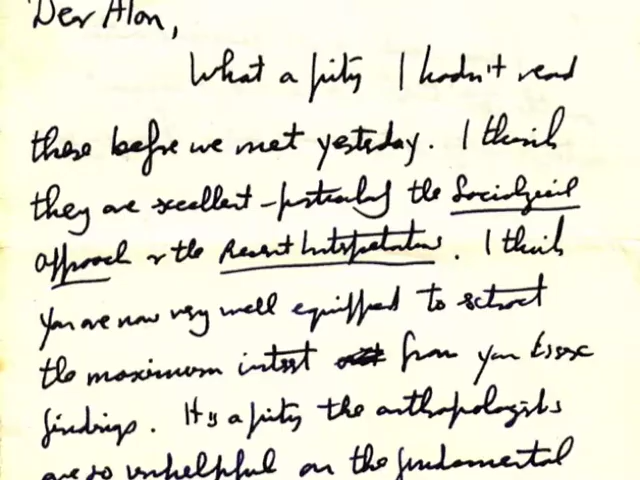 Dear Alan,
What a pity I hadn't read
these before we met yesterday. I think
they are excellent - particularly the Sociological
approach & the Recent Interpretations. I think
you are now very well equipped to extract
the maximum interest from your Essex
findings. It is a pity the anthropologists
are so unhelpful on the fundamental